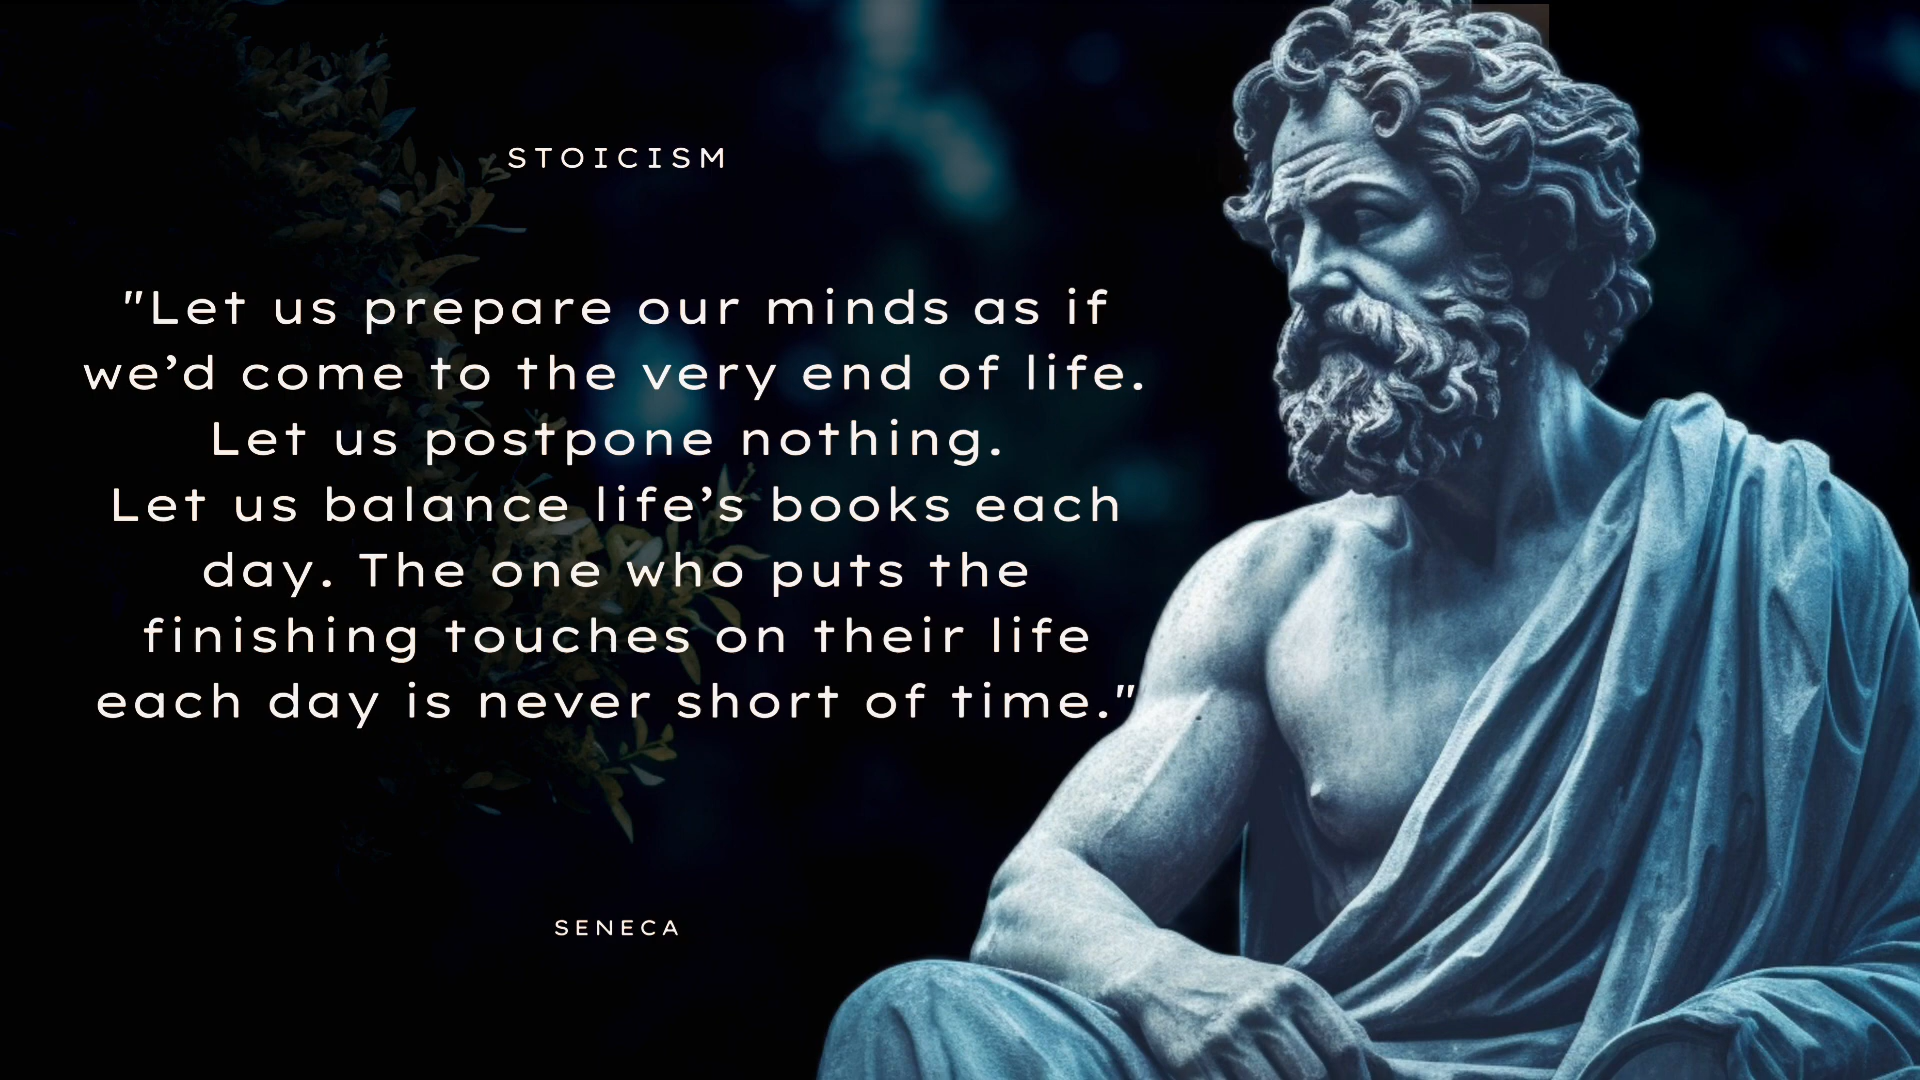 STOICISM
"Let us prepare our minds as if
we’d come to the very end of life.
Let us postpone nothing.
Let us balance life’s books each
day. The one who puts the
finishing touches on their life
each day is never short of time."
SENECA